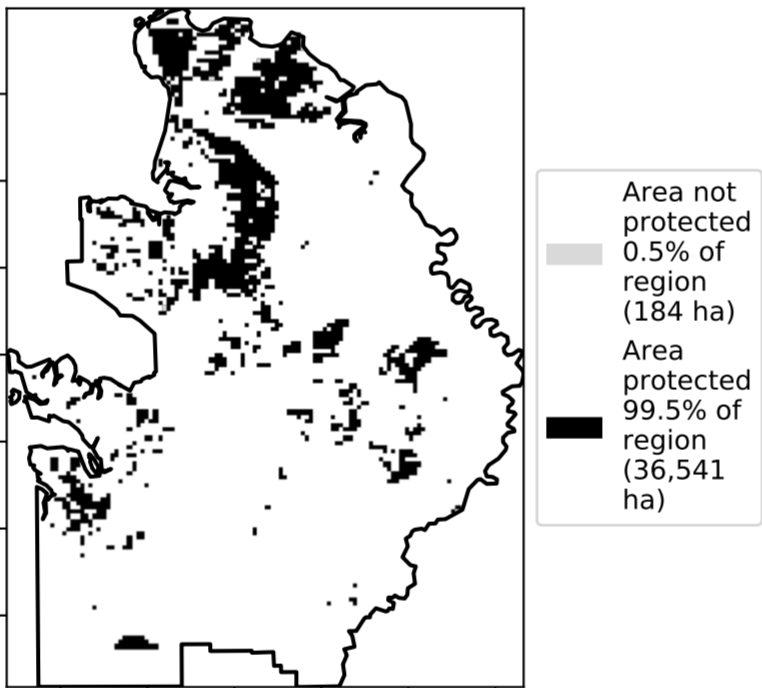 Area not
protected
0.5% of
region
(184 ha)
Area
protected
99.5% of
region
(36,541
ha)